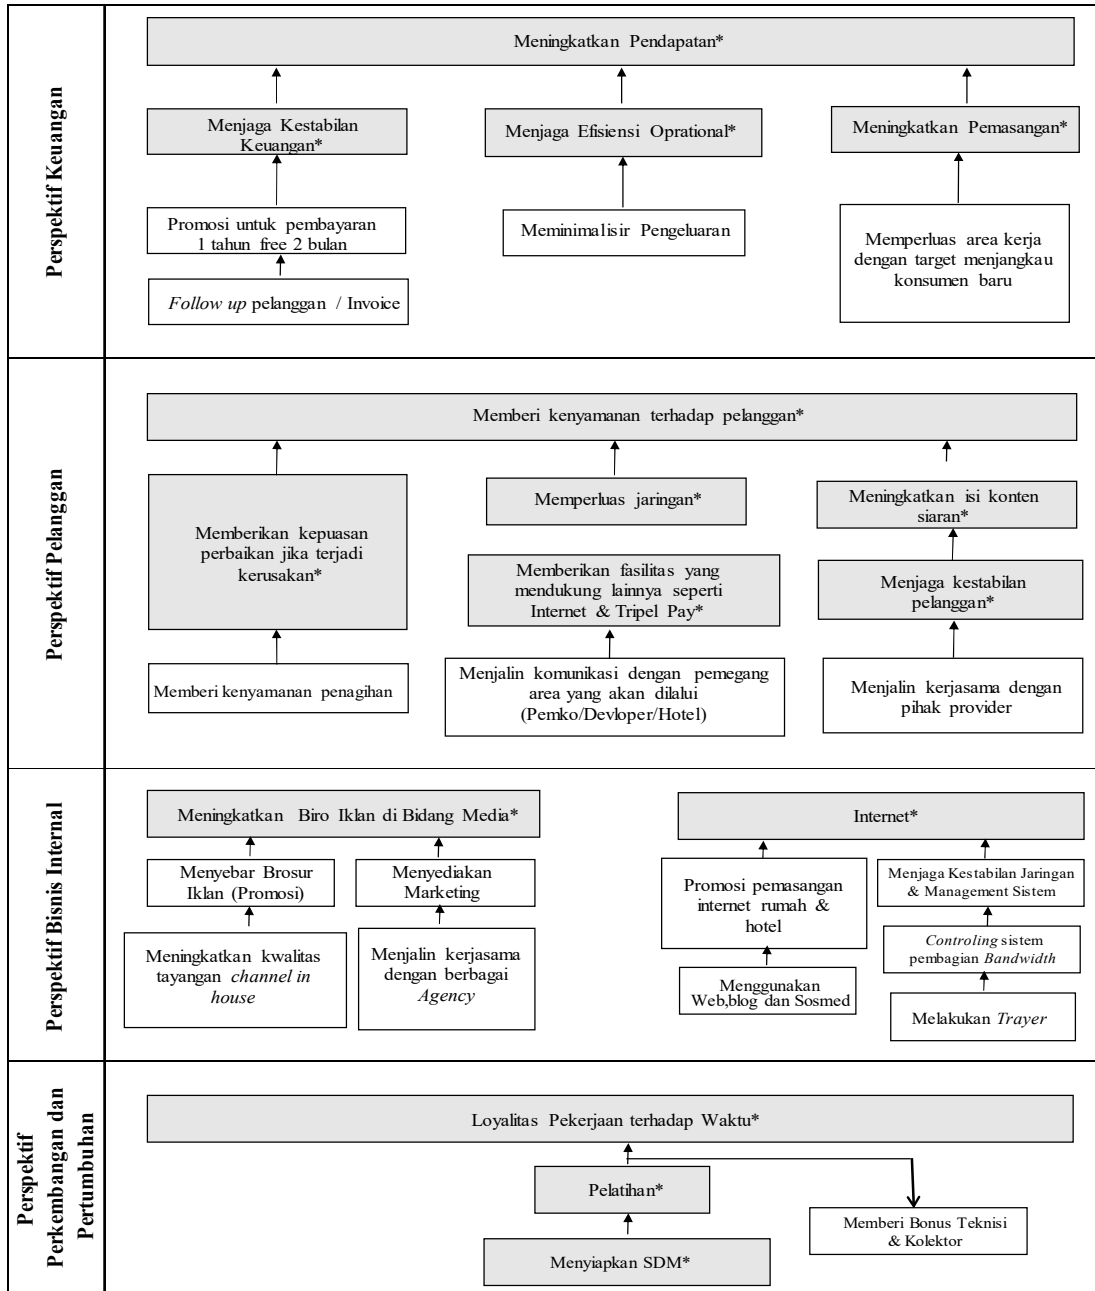 Perspektif Keuangan
Meningkatkan Pendapatan*
Menjaga Kestabilan
Keuangan*
Menjaga Efisiensi Oprational*
Meningkatkan Pemasangan*
Promosi untuk pembayaran
1 tahun free 2 bulan
Meminimalisir Pengeluaran
Memperluas area kerja
dengan target menjangkau
konsumen baru
Follow up pelanggan / Invoice
Perspektif Pelanggan
Memberi kenyamanan terhadap pelanggan*
Memberikan kepuasan
perbaikan jika terjadi
kerusakan*
Memperluas jaringan*
Meningkatkan isi konten
siaran*
Memberikan fasilitas yang
mendukung lainnya seperti
Internet & Tripel Pay*
Menjaga kestabilan
pelanggan*
Memberi kenyamanan penagihan
Menjalin komunikasi dengan pemegang
area yang akan dilalui
(Pemko/Devloper/Hotel)
Menjalin kerjasama dengan
pihak provider
Perspektif Bisnis Internal
Meningkatkan Biro Iklan di Bidang Media*
Internet*
Menyebar Brosur
Iklan (Promosi)
Menyediakan
Marketing
Promosi pemasangan
internet rumah &
hotel
Menjaga Kestabilan Jaringan
& Management Sistem
Meningkatkan kwalitas
tayangan channel in
house
Menjalin kerjasama
dengan berbagai
Agency
Controling sistem
pembagian Bandwidth
Menggunakan
Web,blog dan Sosmed
Melakukan Trayer
Perspektif
Perkembangan dan
Pertumbuhan
Loyalitas Pekerjaan terhadap Waktu*
Pelatihan*
Memberi Bonus Teknisi
& Kolektor
Menyiapkan SDM*